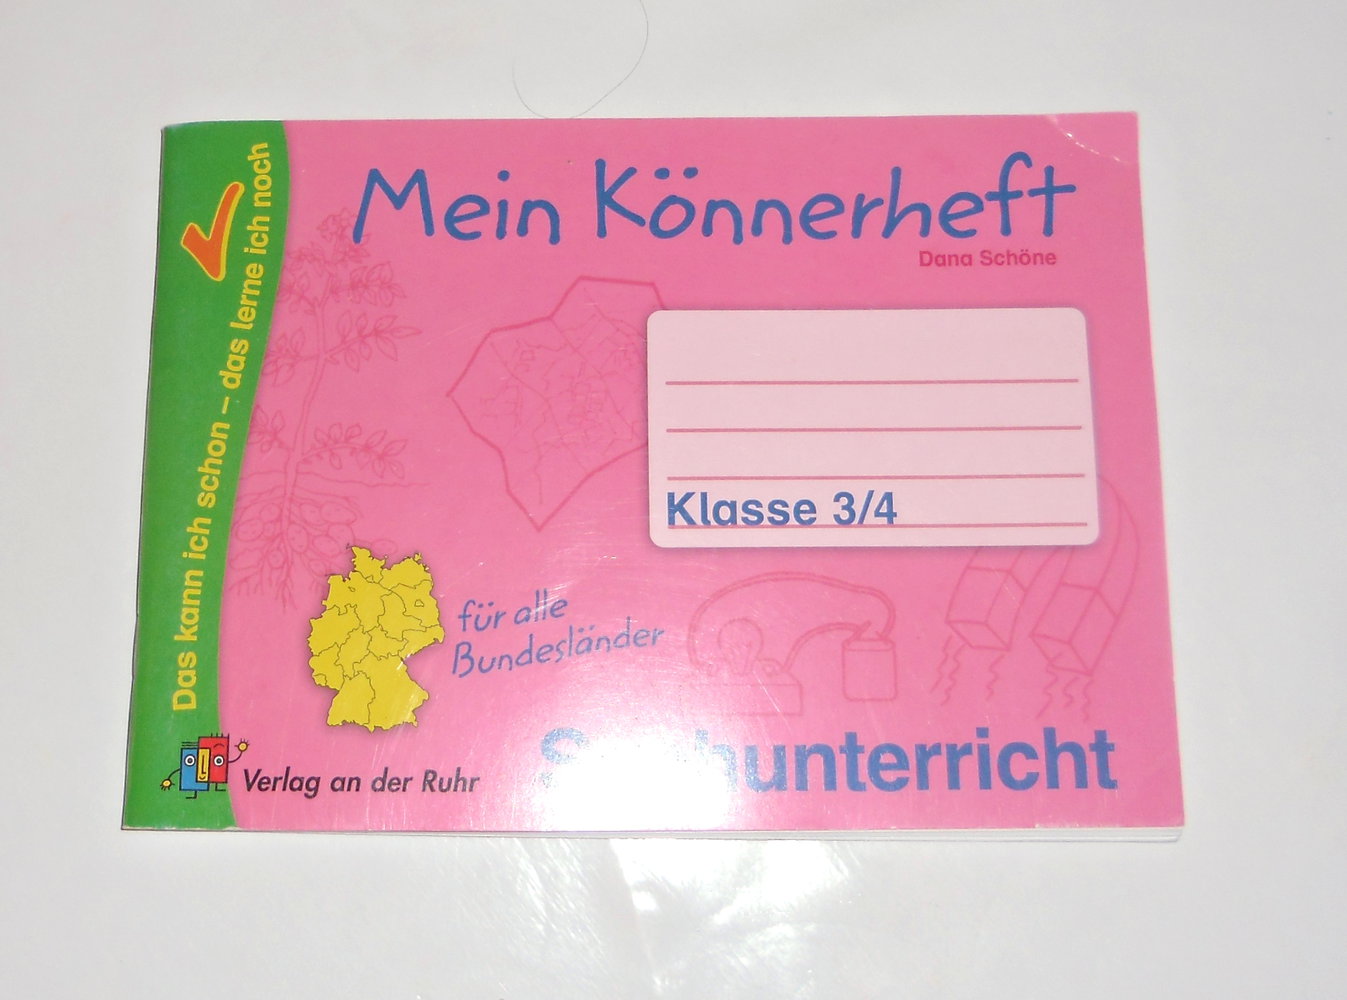 Das kann ich schon – das lerne ich noch
Mein Könnerheft
Dana Schöne
Klasse 3/4
für alle
Bundesländer
Verlag an der Ruhr
Sachunterricht